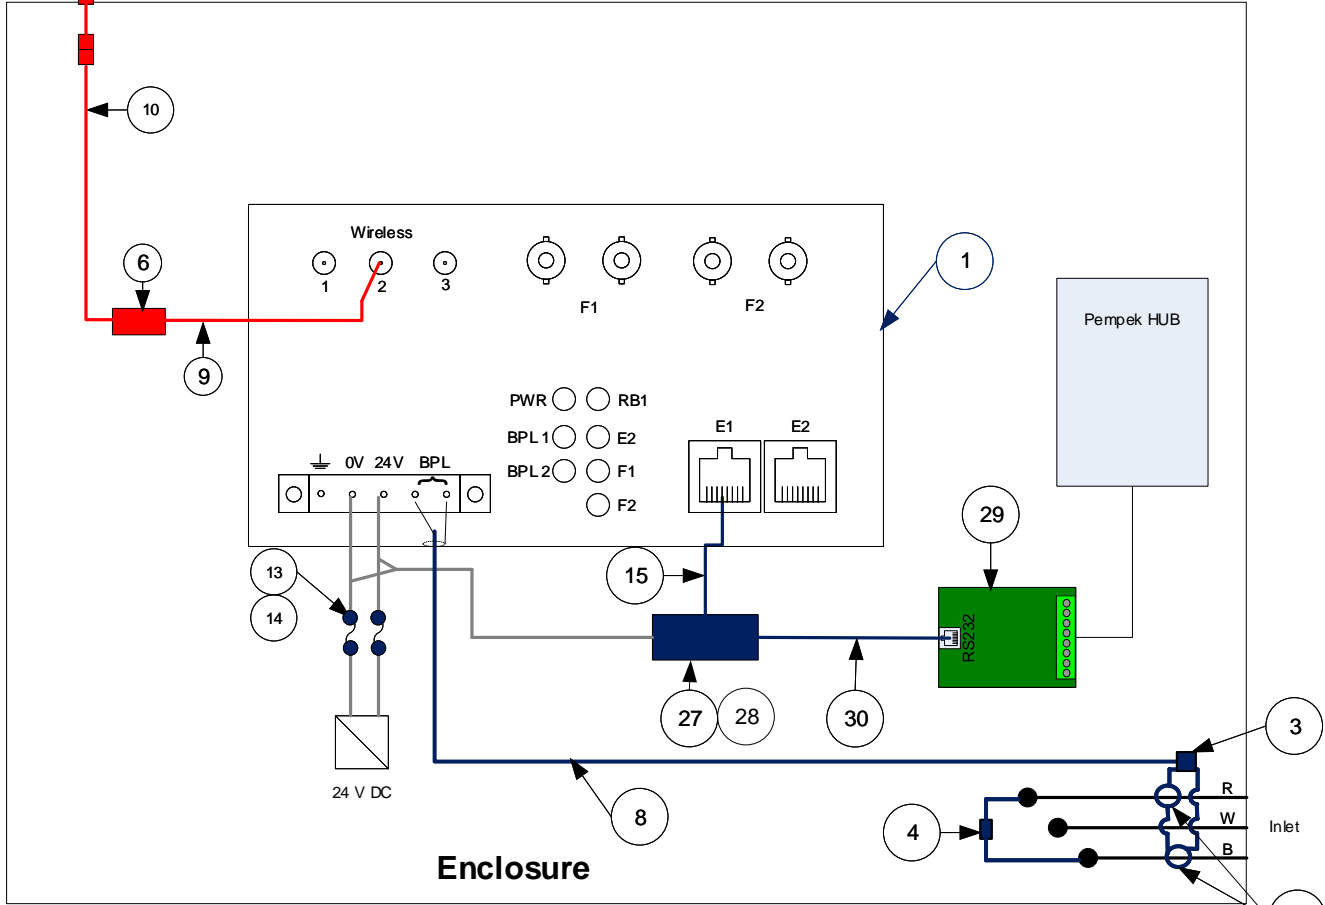 10
Wireless
6
1
2
3
1
F1
F2
Pempek HUB
9
PWR
RB1
BPL 1
E2
E1
E2
0V
24V
BPL
BPL 2
F1
F2
29
13
15
14
RS232
27
28
30
3
24 V DC
R
8
4
W
Inlet
B
Enclosure